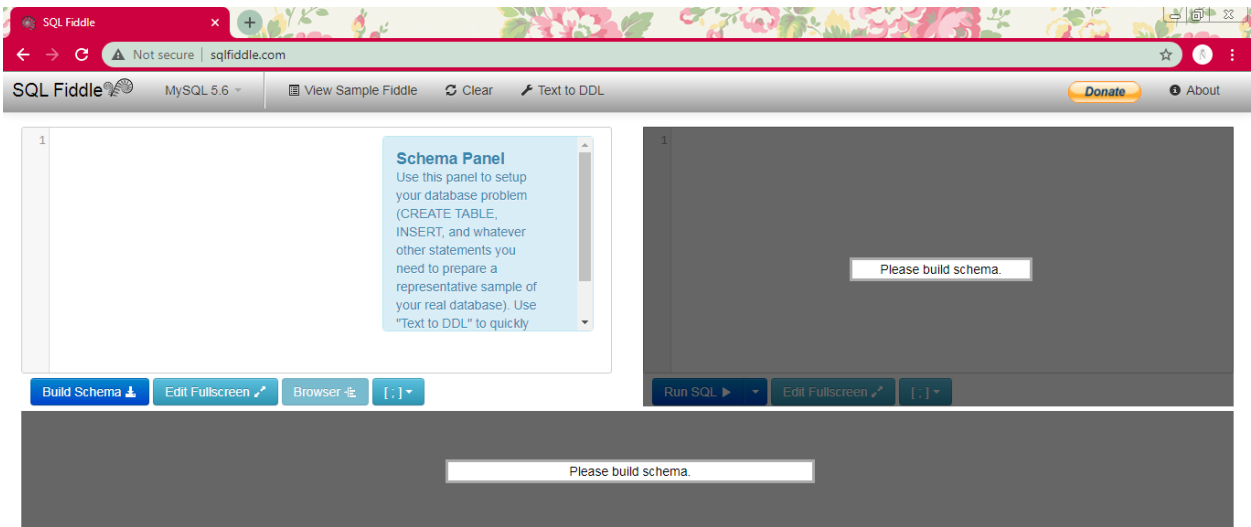 SQL Fiddle
Not secure | sqlfiddle.com
SQL Fiddle MySQL 5.6 View Sample Fiddle Clear Text to DDL Donate About
1
Schema Panel
Use this panel to setup
your database problem
(CREATE TABLE,
INSERT, and whatever
other statements you
need to prepare a
representative sample of
your real database). Use
"Text to DDL" to quickly
Build Schema Edit Fullscreen Browser [ ; ]
1
Please build schema.
Run SQL Edit Fullscreen [ ; ]
Please build schema.